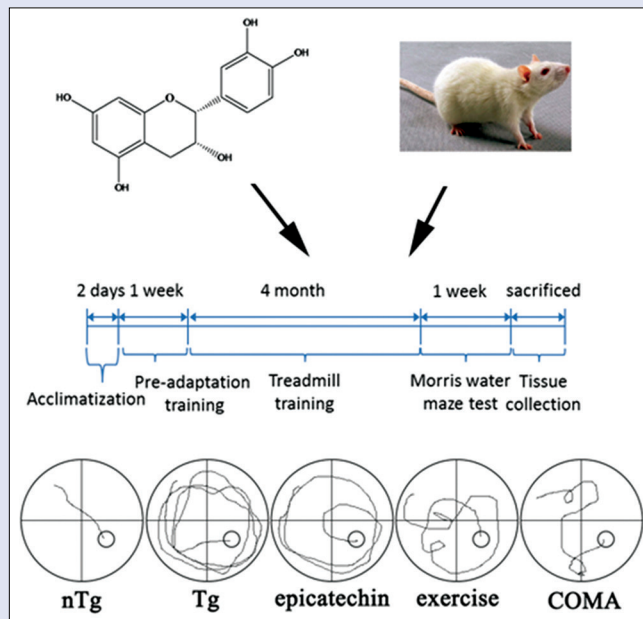 OH
OH
HO
O
OH
OH
2 days 1 week 4 month 1 week sacrificed
Acclimatization Pre-adaptation training Treadmill training Morris water maze test Tissue collection
nTg Tg epicatechin exercise COMA